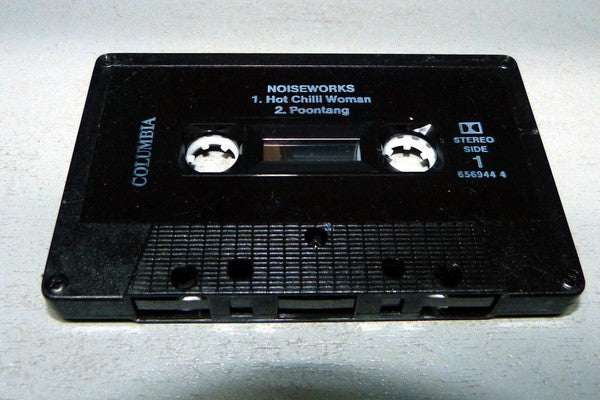 NOISEWORKS
1. Hot Chilli Woman
2. Poontang
COLUMBIA
STEREO
SIDE
1
656944 4